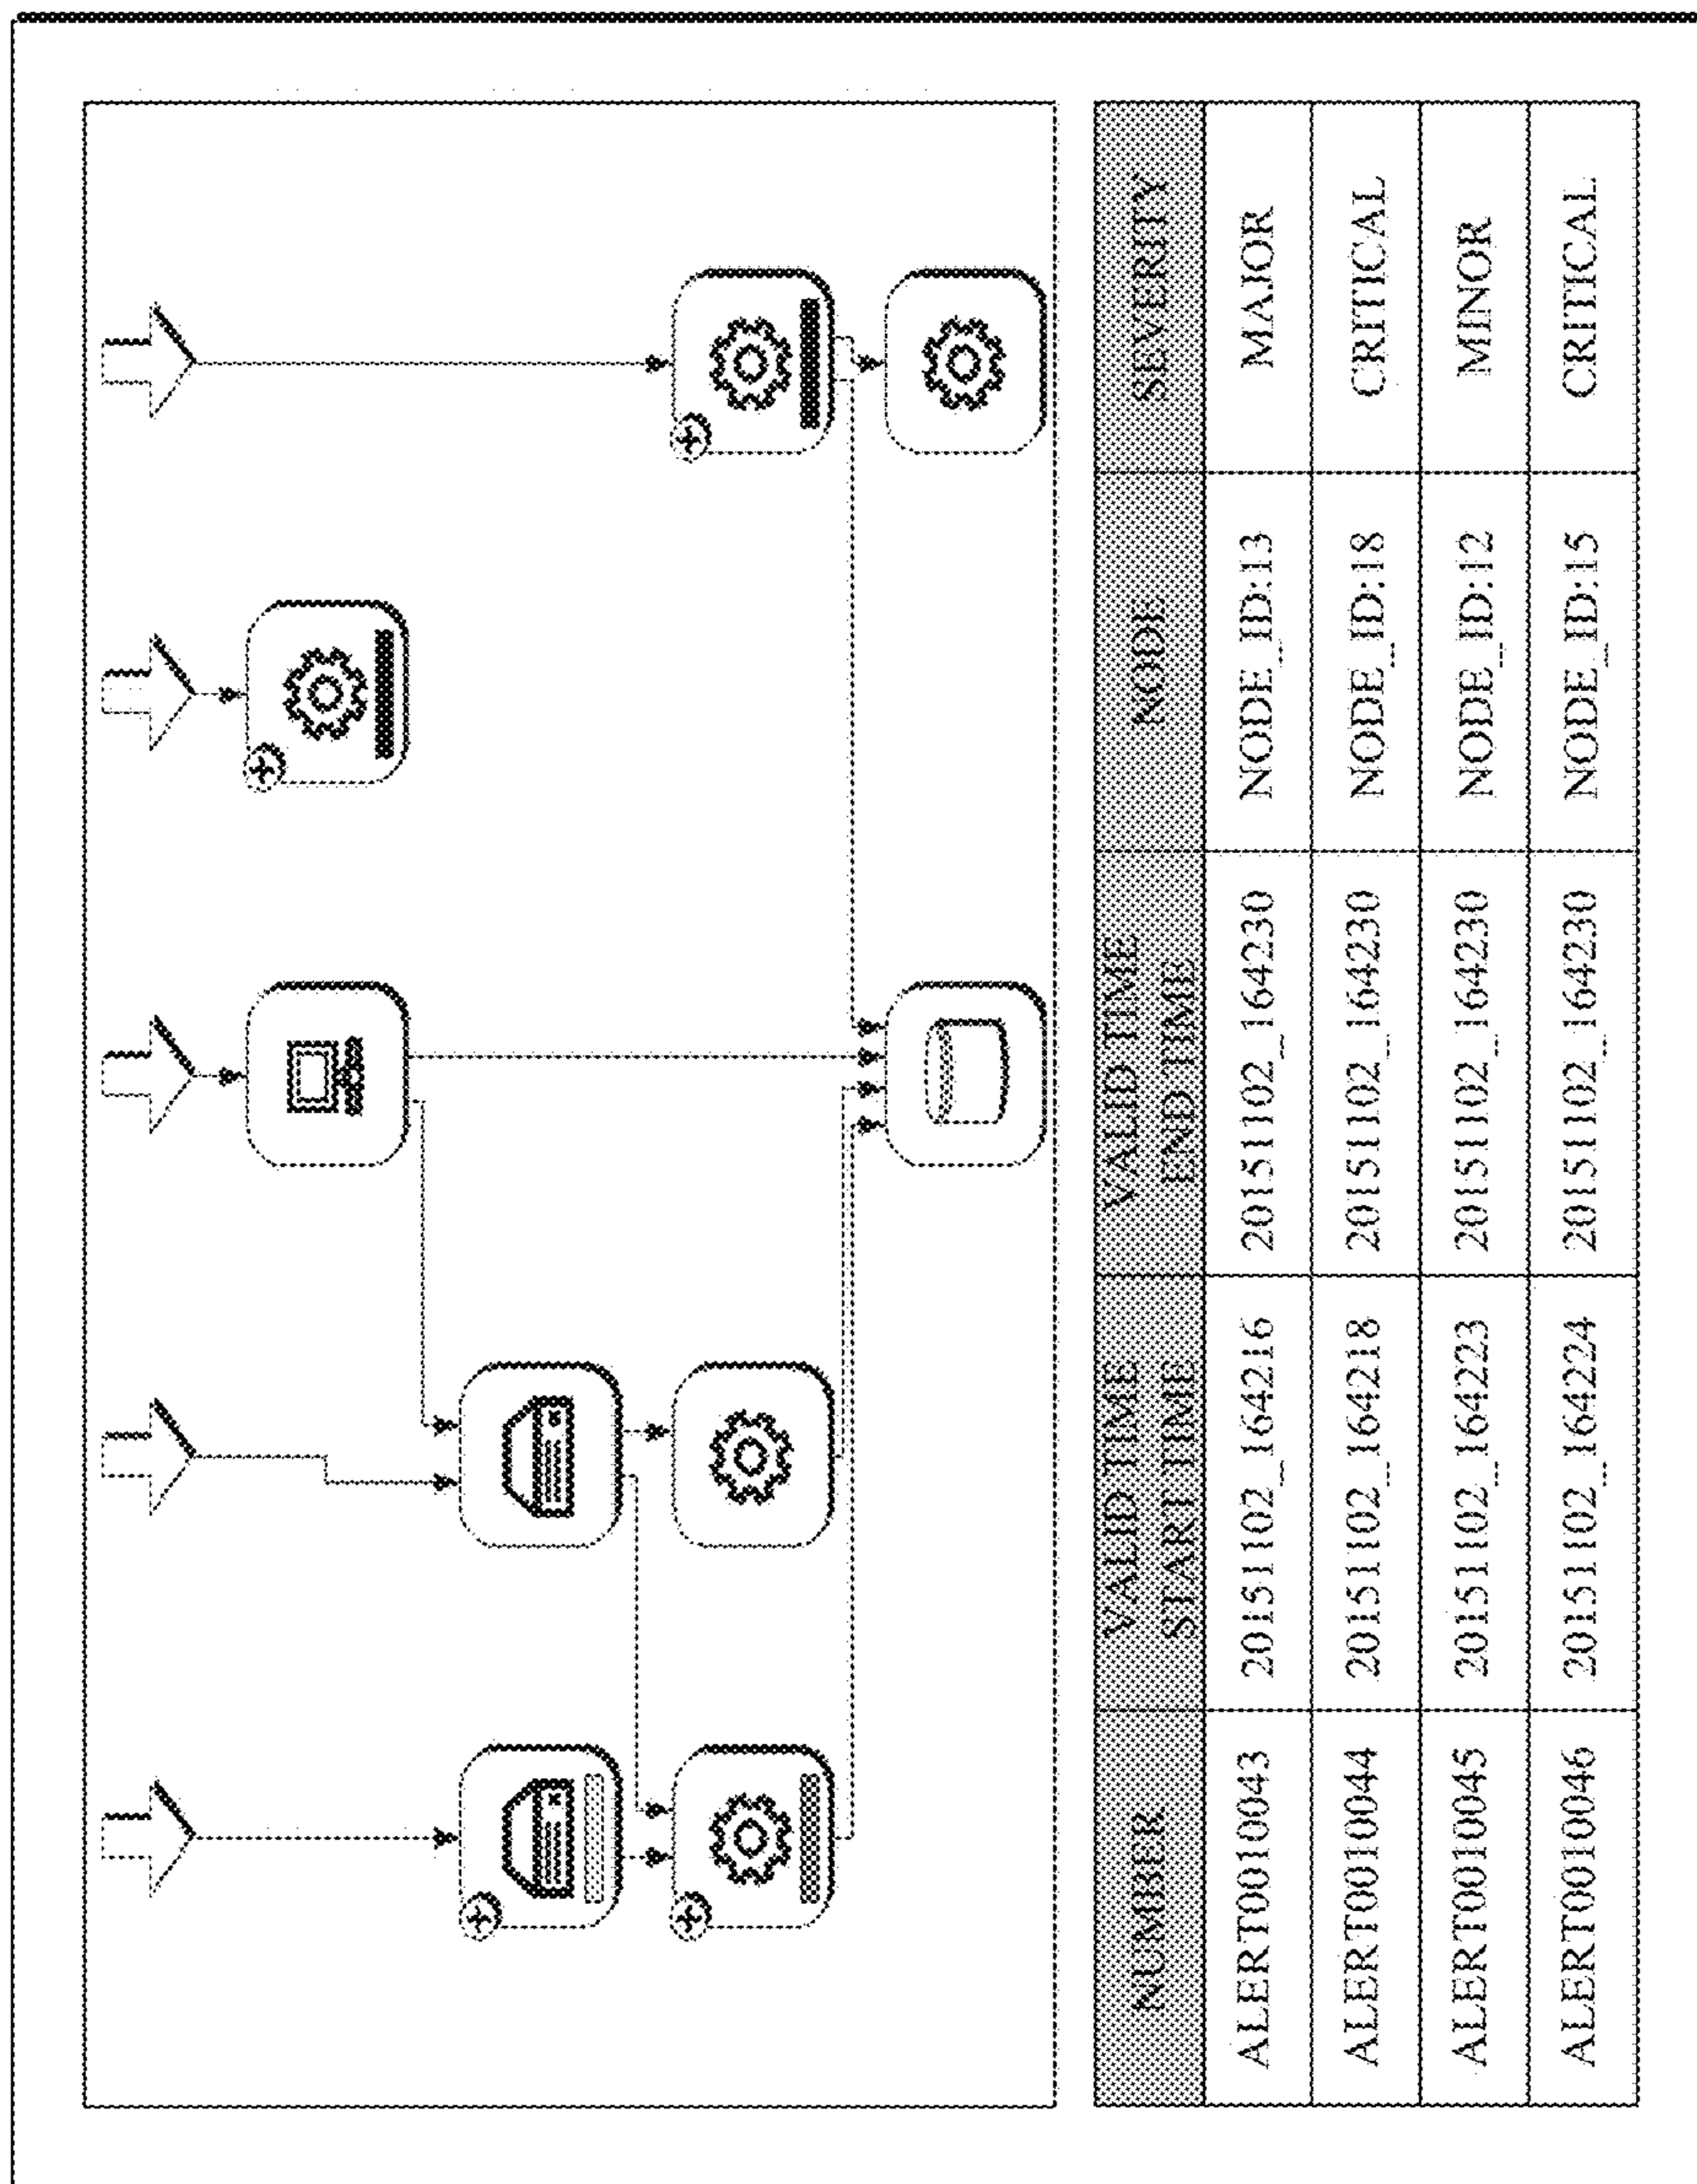 NUMBER VALID TIME START TIME VALID TIME END TIME NODE SEVERITY
ALERT0010043 20151102_164216 20151102_164230 NODE_ID:13 MAJOR
ALERT0010044 20151102_164218 20151102_164230 NODE_ID:18 CRITICAL
ALERT0010045 20151102_164223 20151102_164230 NODE_ID:12 MINOR
ALERT0010046 20151102_164224 20151102_164230 NODE_ID:15 CRITICAL